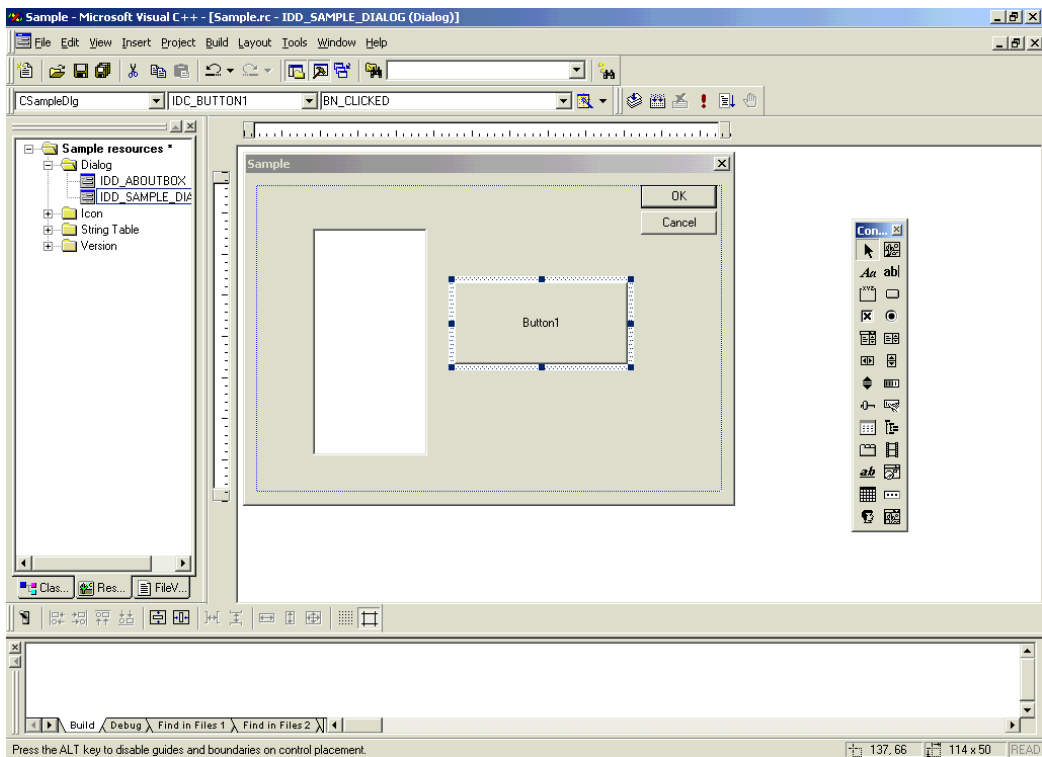 Sample - Microsoft Visual C++ - [Sample.rc - IDD_SAMPLE_DIALOG (Dialog)]
File Edit View Insert Project Build Layout Tools Window Help
CSampleDlg IDC_BUTTON1 BN_CLICKED
Sample resources *
Dialog
IDD_ABOUTBOX
IDD_SAMPLE_DIA
Icon
String Table
Version
Sample
OK
Cancel
Button1
Con...
Aa ab
xyz
ab
Clas... Res... FileV...
Build Debug Find in Files 1 Find in Files 2
Press the ALT key to disable guides and boundaries on control placement. 137, 66 114 x 50 READ